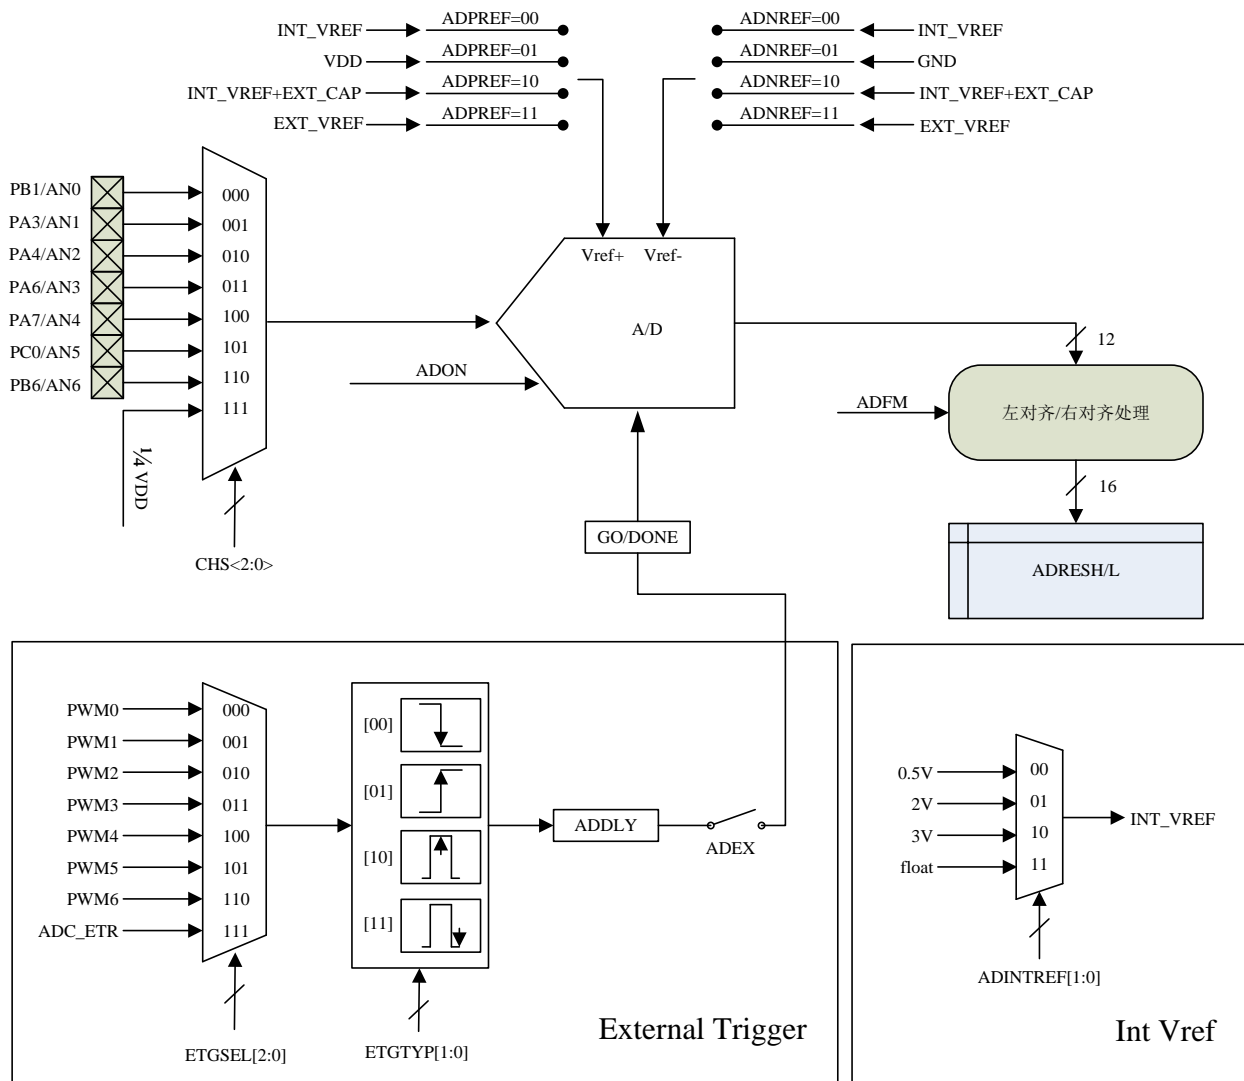 INT_VREF ADPREF=00 ADNREF=00 INT_VREF
VDD ADPREF=01 ADNREF=01 GND
INT_VREF+EXT_CAP ADPREF=10 ADNREF=10 INT_VREF+EXT_CAP
EXT_VREF ADPREF=11 ADNREF=11 EXT_VREF
PB1/AN0 000
PA3/AN1 001
PA4/AN2 010
PA6/AN3 011
PA7/AN4 100
PC0/AN5 101
PB6/AN6 110
111
¼ VDD
CHS<2:0>
Vref+ Vref-
A/D
ADON
12
ADFM
左对齐/右对齐处理
16
GO/DONE
ADRESH/L
PWM0 000
PWM1 001
PWM2 010
PWM3 011
PWM4 100
PWM5 101
PWM6 110
ADC_ETR 111
ETGSEL[2:0]
[00]
[01]
[10]
[11]
ETGTYP[1:0]
ADDLY
ADEX
External Trigger
0.5V 00
2V 01
3V 10
float 11
INT_VREF
ADINTREF[1:0]
Int Vref